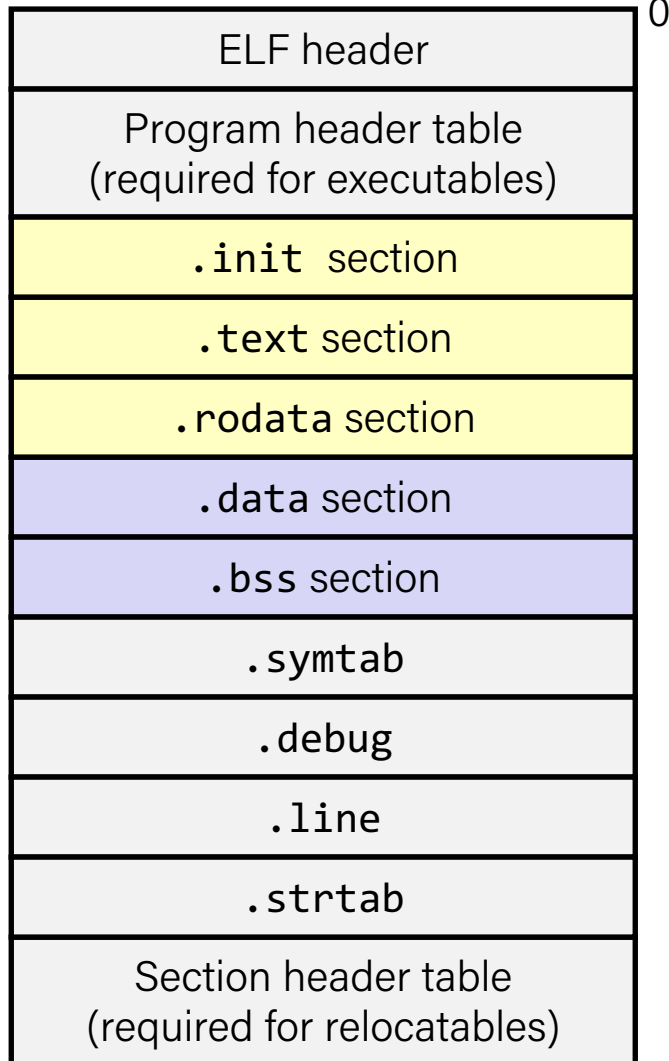 0
ELF header
Program header table
(required for executables)
.init section
.text section
.rodata section
.data section
.bss section
.symtab
.debug
.line
.strtab
Section header table
(required for relocatables)